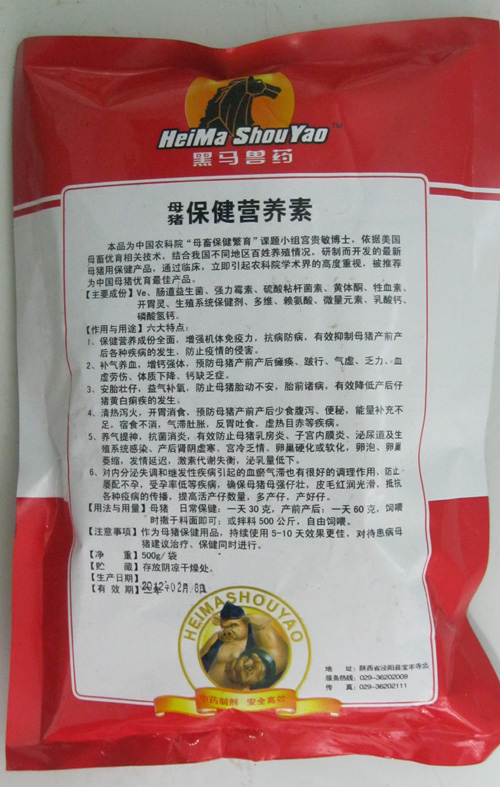 HeiMa ShouYao™
黑马兽药
母猪 保健营养素
本品为中国农科院“母畜保健繁育”课题小组宫贵敏博士，依据美国
母畜优育相关技术，结合我国不同地区百姓养殖情况，研制而开发的最新
母猪用保健产品，通过临床，立即引起农科院学术界的高度重视，被推荐
为中国母猪优育最佳产品。
【主要成份】Ve、肠道益生菌、强力霉素、硫酸粘杆菌素、黄体酮、牲血素、
开胃灵、生殖系统保健剂、多维、赖氨酸、微量元素、乳酸钙、
磷酸氢钙。
【作用与用途】六大特点：
1、保健营养成份全面，增强机体免疫力，抗病防病，有效抑制母猪产前产
后各种疾病的发生，防止疫情的侵害。
2、补气养血，增钙强体，预防母猪产前产后瘫痪、跛行、气虚、乏力、血
虚劳伤、体质下降、钙缺乏症。
3、安胎壮仔，益气补氧，防止母猪胎动不安，胎前诸病，有效降低产后仔
猪黄白痢疾的发生。
4、清热泻火，开胃消食，预防母猪产前产后少食腹泻、便秘，能量补充不
足，宿食不消，气滞肚胀，反胃吐食，虚热目赤等疾病。
5、养气提神，抗菌消炎，有效防止母猪乳房炎、子宫内膜炎、泌尿道及生
殖系统感染、产后肾阴虚寒，宫冷乏情、卵巢硬化或软化，卵泡、卵巢
萎缩，发情延迟，激素代谢失衡，泌乳量低下。
6、对内分泌失调和继发性疾病引起的血瘀气滞也有很好的调理作用，防止
屡配不孕，受孕率低等疾病，确保母猪母强仔壮，皮毛红润光滑，抵抗
各种疫病的传播，提高活产仔数量，多产仔，产好仔。
【用法与用量】母猪 日常保健：一天30克，产前产后：一天60克，饲喂
时撒于料面即可；或拌料500公斤，自由饲喂。
【注意事项】作为母猪保健用品，持续使用5-10天效果更佳，对待患病母
猪建议治疗、保健同时进行。
【净 重】500g/袋
【贮 藏】存放阴凉干燥处。
【生产日期】
【有 效 期】
2012年02月
HEIMASHOUYAO
中药制剂 安全高效
地 址：陕西省泾阳县宝丰寺北
服务热线：029-36202009
传 真：029-36202111